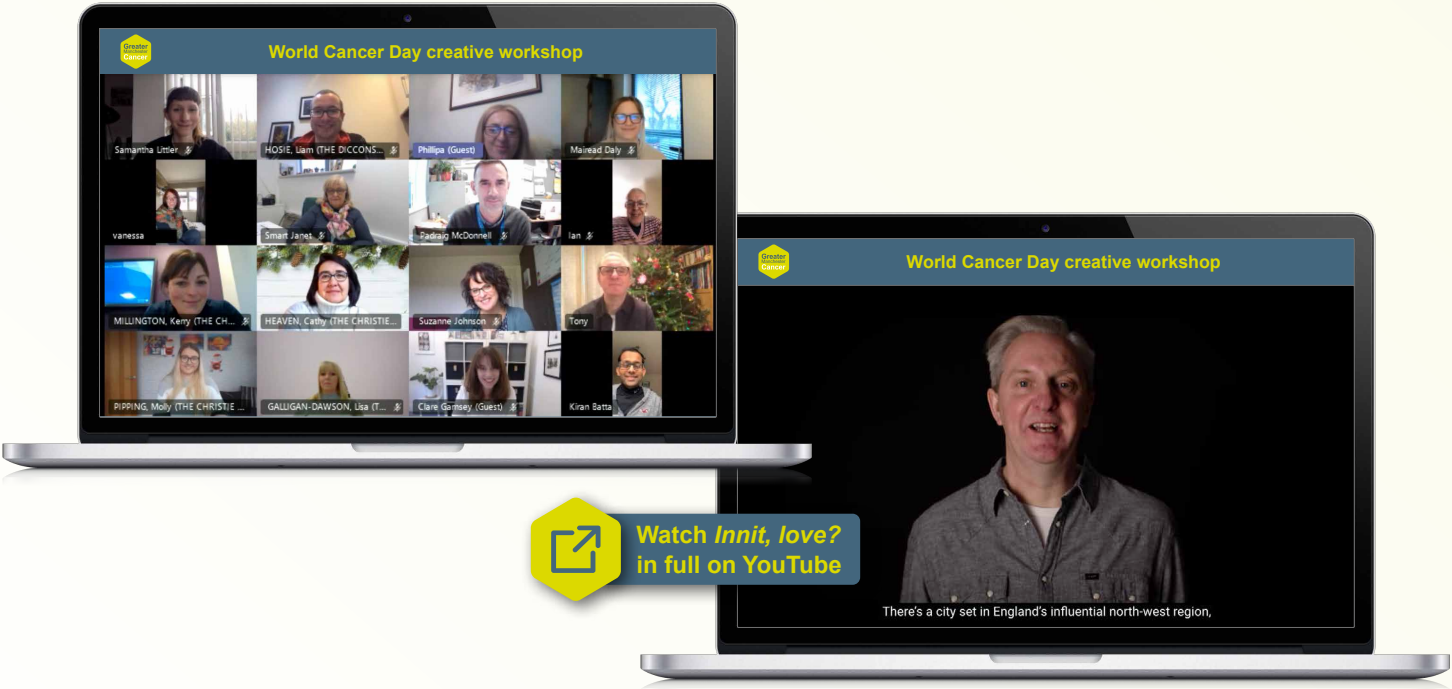 Greater
Manchester
Cancer
World Cancer Day creative workshop
Samantha Littler
HOSIE, Liam (THE DICCONS...
Phillipa (Guest)
Mairead Daly
vanessa
Smart Janet
Padraig McDonnell
Ian
MILLINGTON, Kerry (THE CH...
HEAVEN, Cathy (THE CHRISTIE...
Suzanne Johnson
Tony
PIPPING, Molly (THE CHRISTIE ...
GALLIGAN-DAWSON, Lisa (T...
Clare Garnsey (Guest)
Kiran Batta
Greater
Manchester
Cancer
World Cancer Day creative workshop
There's a city set in England's influential north-west region,
Watch Innit, love?
in full on YouTube